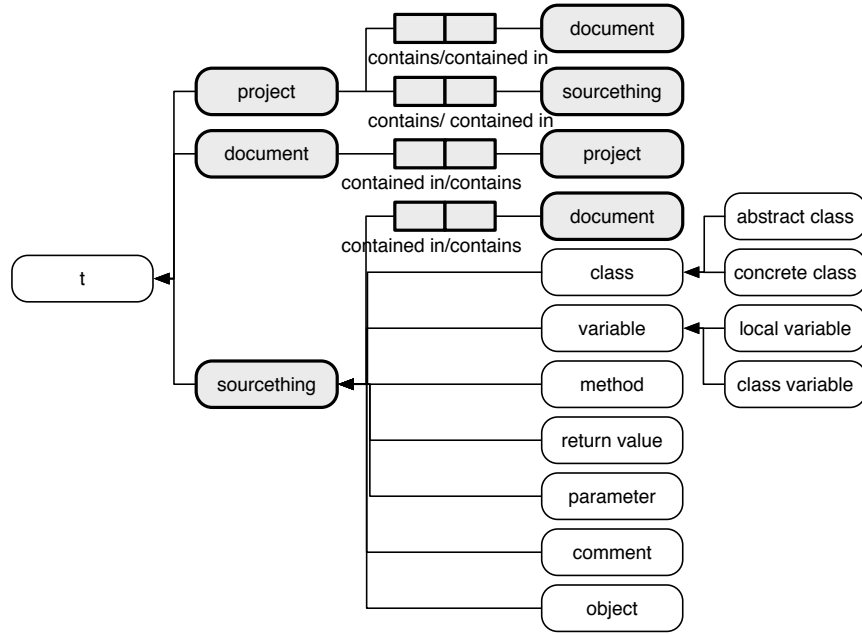 document
contains/contained in
project
sourcething
contains/ contained in
document
project
contained in/contains
document
abstract class
contained in/contains
t
class
concrete class
variable
local variable
sourcething
method
class variable
return value
parameter
comment
object